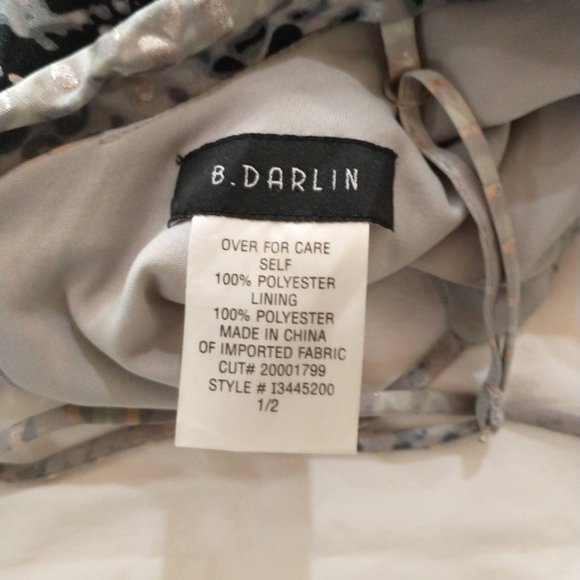 B.DARLIN
OVER FOR CARE
SELF
100% POLYESTER
LINING
100% POLYESTER
MADE IN CHINA
OF IMPORTED FABRIC
CUT# 20001799
STYLE # I3445200
1/2